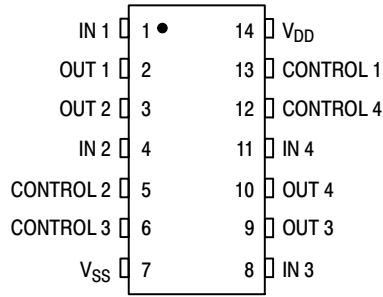 IN 1 1 14 V_DD
OUT 1 2 13 CONTROL 1
OUT 2 3 12 CONTROL 4
IN 2 4 11 IN 4
CONTROL 2 5 10 OUT 4
CONTROL 3 6 9 OUT 3
V_SS 7 8 IN 3